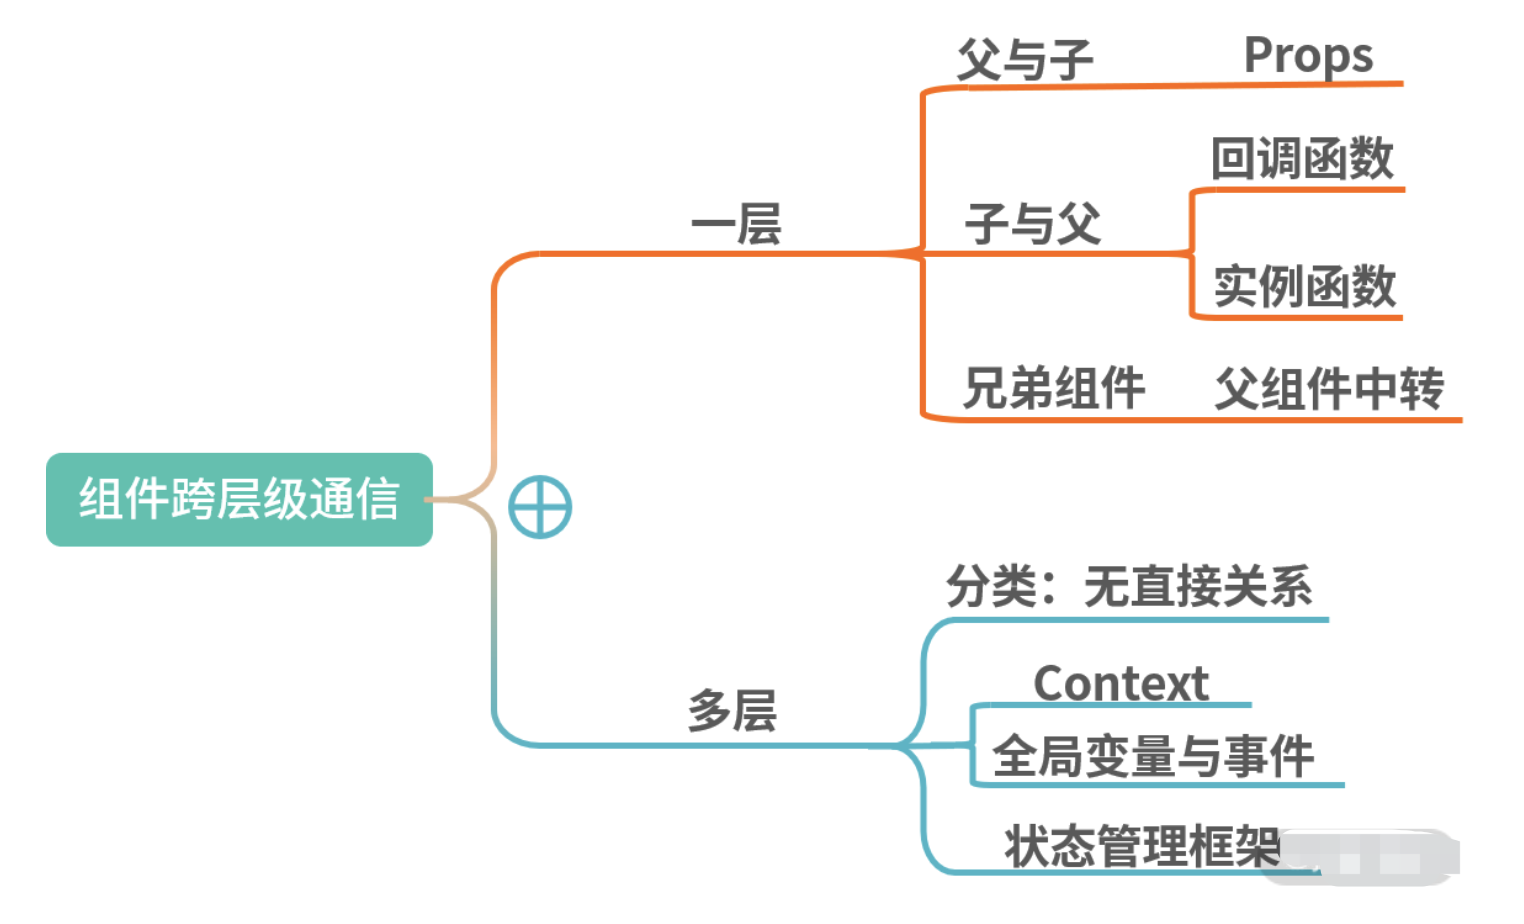 父与子
Props
回调函数
一层
子与父
实例函数
兄弟组件
父组件中转
组件跨层级通信
分类：无直接关系
Context
多层
全局变量与事件
状态管理框架